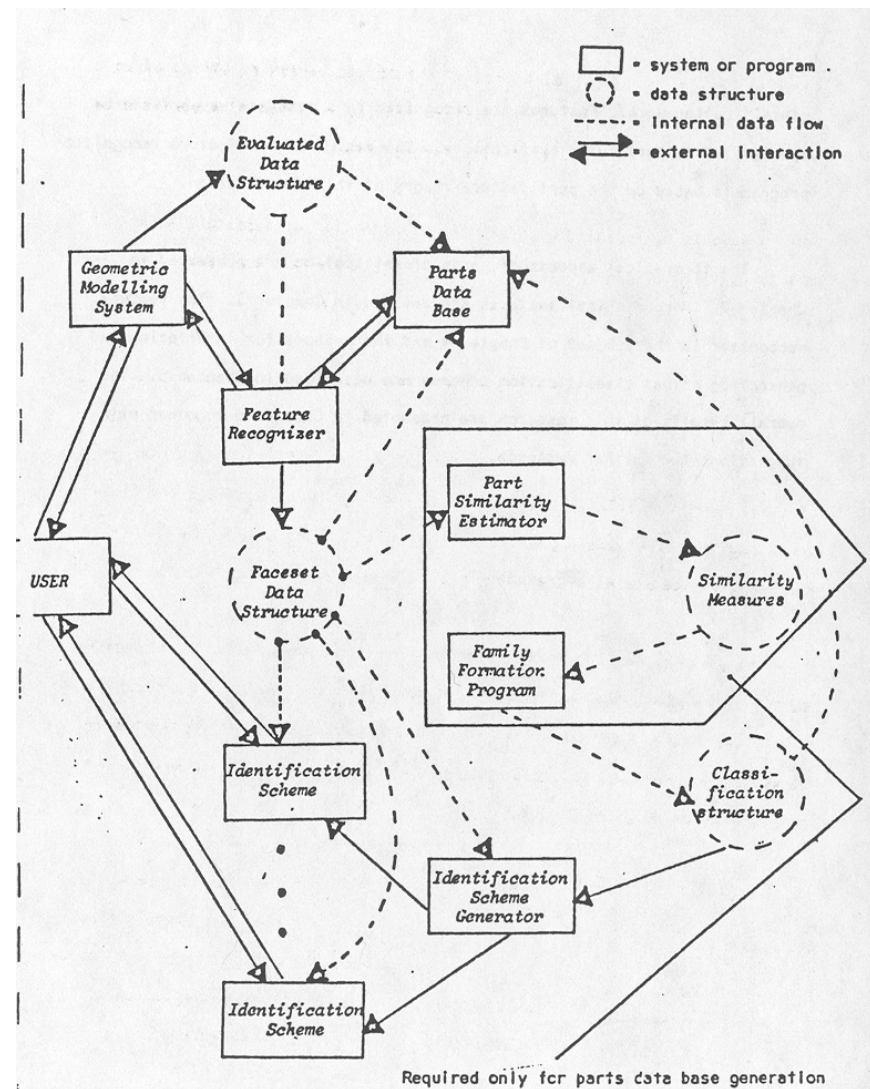 = system or program .
= data structure
= Internal data flow
= external interaction
Evaluated
Data
Structure
Geometric
Modelling
System
Parts
Data
Base
Feature
Recognizer
Part
Similarity
Estimator
USER
Faceset
Data
Structure
Similarity
Measures
Family
Formation
Program
Identification
Scheme
Classi-
fication
structure
Identification
Scheme
Generator
Identification
Scheme
Required only for parts data base generation